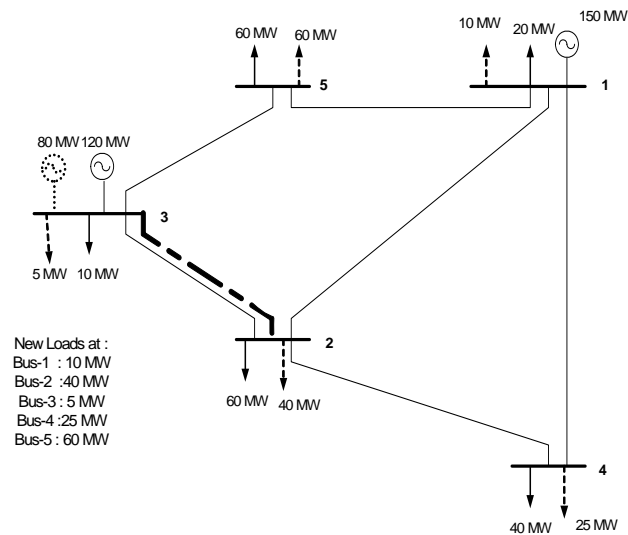 60 MW
60 MW
10 MW
20 MW
150 MW
5
1
80 MW
120 MW
3
5 MW
10 MW
2
New Loads at :
Bus-1 : 10 MW
Bus-2 :40 MW
Bus-3 : 5 MW
Bus-4 :25 MW
Bus-5 : 60 MW
60 MW
40 MW
4
40 MW
25 MW